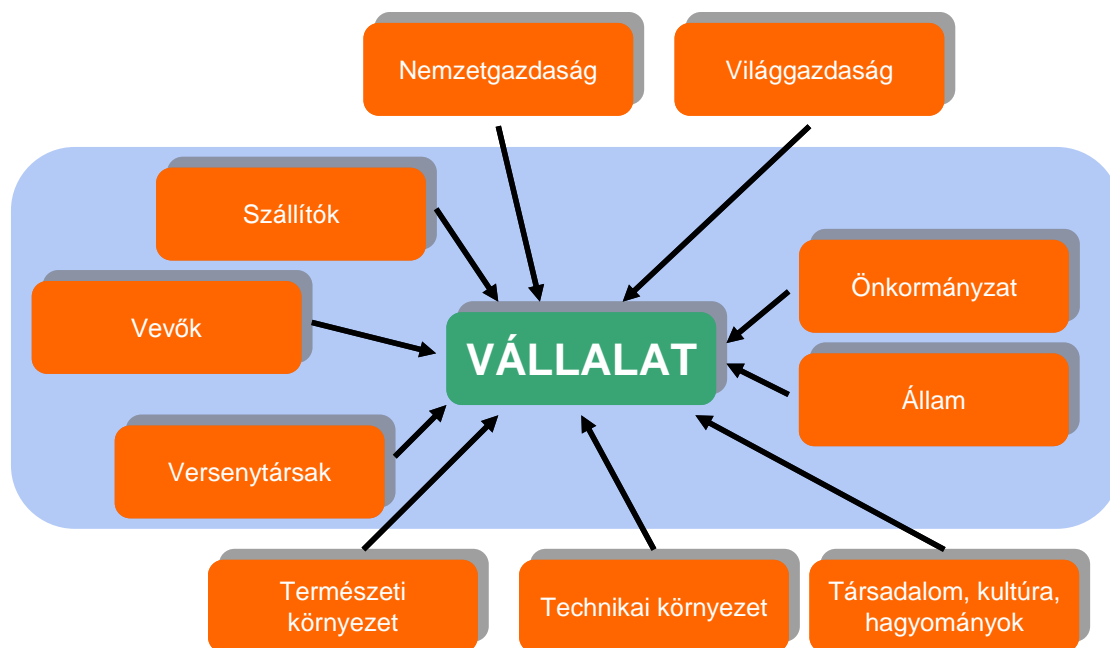 Nemzetgazdaság
Világgazdaság
Szállítók
Vevők
Önkormányzat
VÁLLALAT
Állam
Versenytársak
Természeti
környezet
Technikai környezet
Társadalom, kultúra,
hagyományok